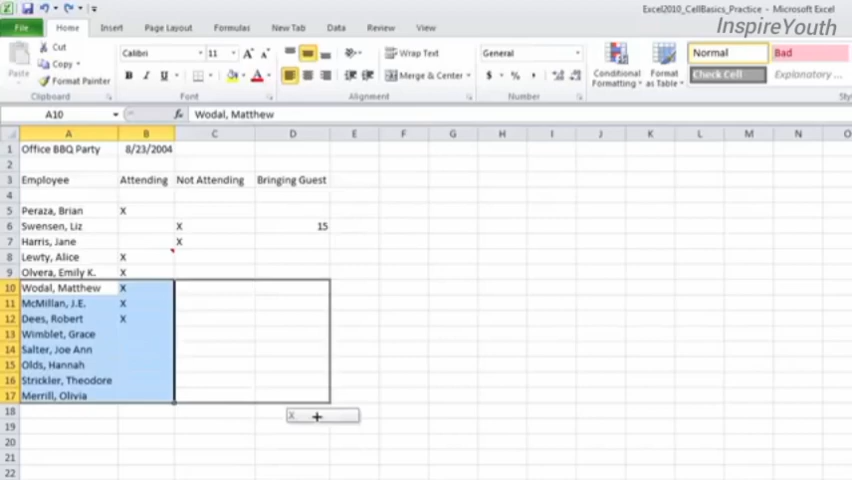 Excel2010_CellBasics_Practice - Microsoft Excel
InspireYouth
File Home Insert Page Layout Formulas New Tab Data Review View
Cut
Copy
Format Painter
Paste
Calibri 11 A A
B I U A
Wrap Text
Merge & Center
General
$ % ,
Conditional Formatting
Format as Table
Normal Bad
Check Cell Explanatory ...
Clipboard Font Alignment Number
A10 fx Wodal, Matthew
A B C D E F G H I J K L M N O
1 Office BBQ Party 8/23/2004
2
3 Employee Attending Not Attending Bringing Guest
4
5 Peraza, Brian X
6 Swensen, Liz X 15
7 Harris, Jane X
8 Lewty, Alice X
9 Olvera, Emily K. X
10 Wodal, Matthew X
11 McMillan, J.E. X
12 Dees, Robert X
13 Wimblet, Grace
14 Salter, Joe Ann
15 Olds, Hannah
16 Strickler, Theodore
17 Merrill, Olivia
18 X
19
20
21
22